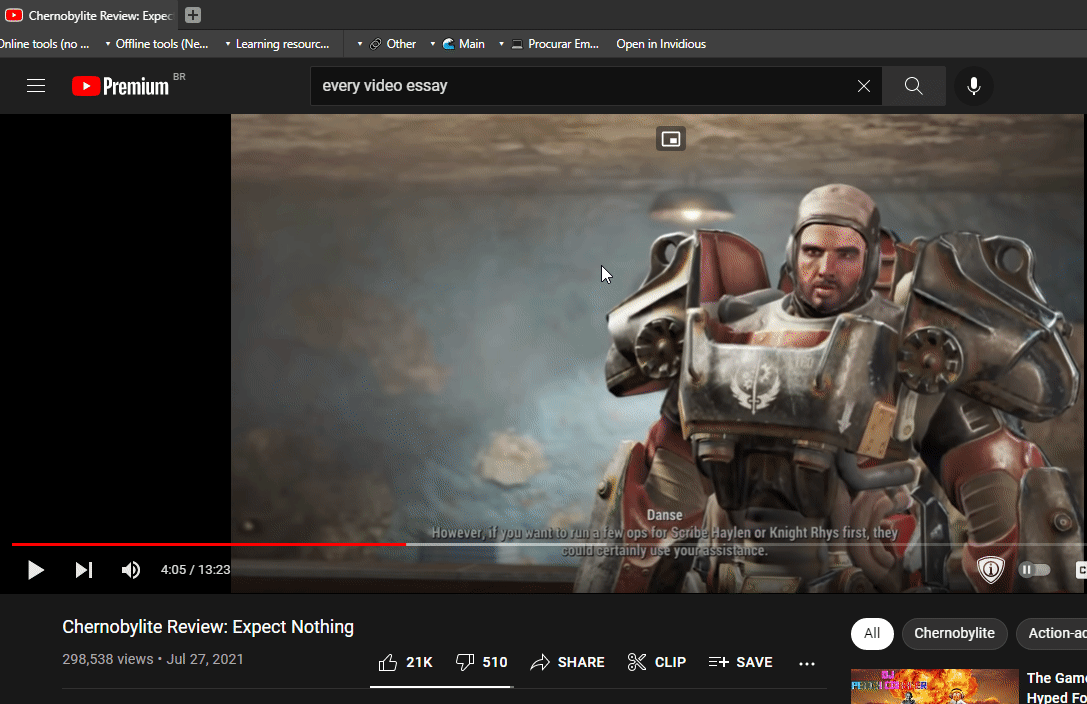 Chernobylite Review: Expec
Online tools (no ... Offline tools (Ne... Learning resourc... Other Main Procurar Em... Open in Invidious
Premium BR
every video essay
Danse
However, if you want to run a few ops for Scribe Haylen or Knight Rhys first, they
could certainly use your assistance.
4:05 / 13:23
Chernobylite Review: Expect Nothing
All Chernobylite Action-ad
298,538 views • Jul 27, 2021
21K 510 SHARE CLIP SAVE
The Game
Hyped Fo